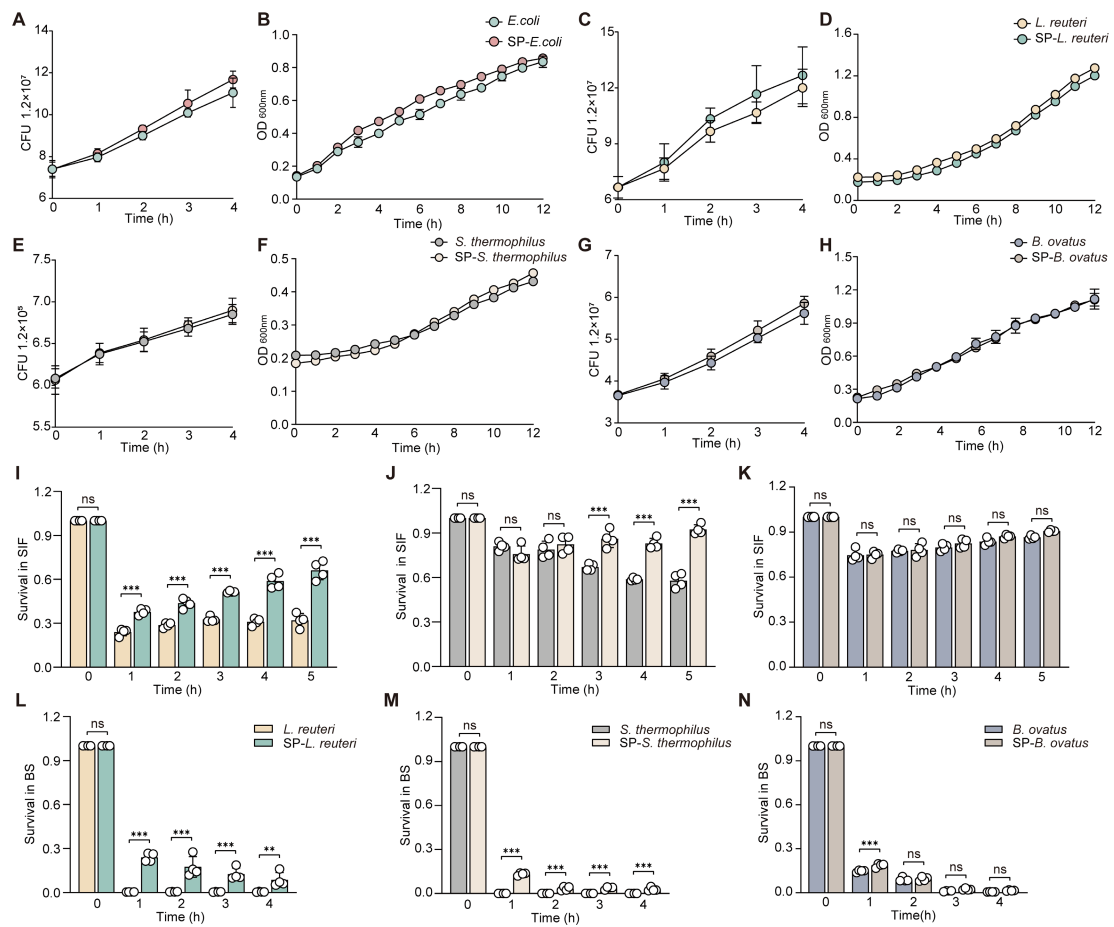 A
CFU 1.2×10⁷
14
12
10
8
6
0 1 2 3 4
Time (h)
B
E.coli
SP-E.coli
OD 600nm
1.0
0.8
0.6
0.4
0.2
0.0
0 2 4 6 8 10 12
Time (h)
C
CFU 1.2×10⁷
15
12
9
6
0 1 2 3 4
Time (h)
D
L. reuteri
SP-L. reuteri
OD 600nm
1.6
1.2
0.8
0.4
0.0
0 2 4 6 8 10 12
Time (h)
E
CFU 1.2×10⁵
7.5
7.0
6.5
6.0
5.5
0 1 2 3 4
Time (h)
F
S. thermophilus
SP-S. thermophilus
OD 600nm
0.5
0.4
0.3
0.2
0.1
0.0
0 2 4 6 8 10 12
Time (h)
G
CFU 1.2×10⁷
7
6
5
4
3
0 1 2 3 4
Time (h)
H
B. ovatus
SP-B. ovatus
OD 600nm
1.5
1.2
0.9
0.6
0.3
0.0
0 2 4 6 8 10 12
Time (h)
I
Survival in SIF
1.2
0.9
0.6
0.3
0.0
ns *** *** *** *** ***
0 1 2 3 4 5
Time (h)
J
Survival in SIF
1.2
0.9
0.6
0.3
0.0
ns ns ns *** *** ***
0 1 2 3 4 5
Time (h)
K
Survival in SIF
1.2
0.9
0.6
0.3
0.0
ns ns ns ns ns ns
0 1 2 3 4 5
Time (h)
L
Survival in BS
1.2
0.9
0.6
0.3
0.0
ns *** *** *** **
L. reuteri
SP-L. reuteri
0 1 2 3 4
Time (h)
M
Survival in BS
1.2
0.9
0.6
0.3
0.0
ns *** *** *** ***
S. thermophilus
SP-S. thermophilus
0 1 2 3 4
Time (h)
N
Survival in BS
1.2
0.9
0.6
0.3
0.0
ns *** ns ns ns
B. ovatus
SP-B. ovatus
0 1 2 3 4
Time(h)